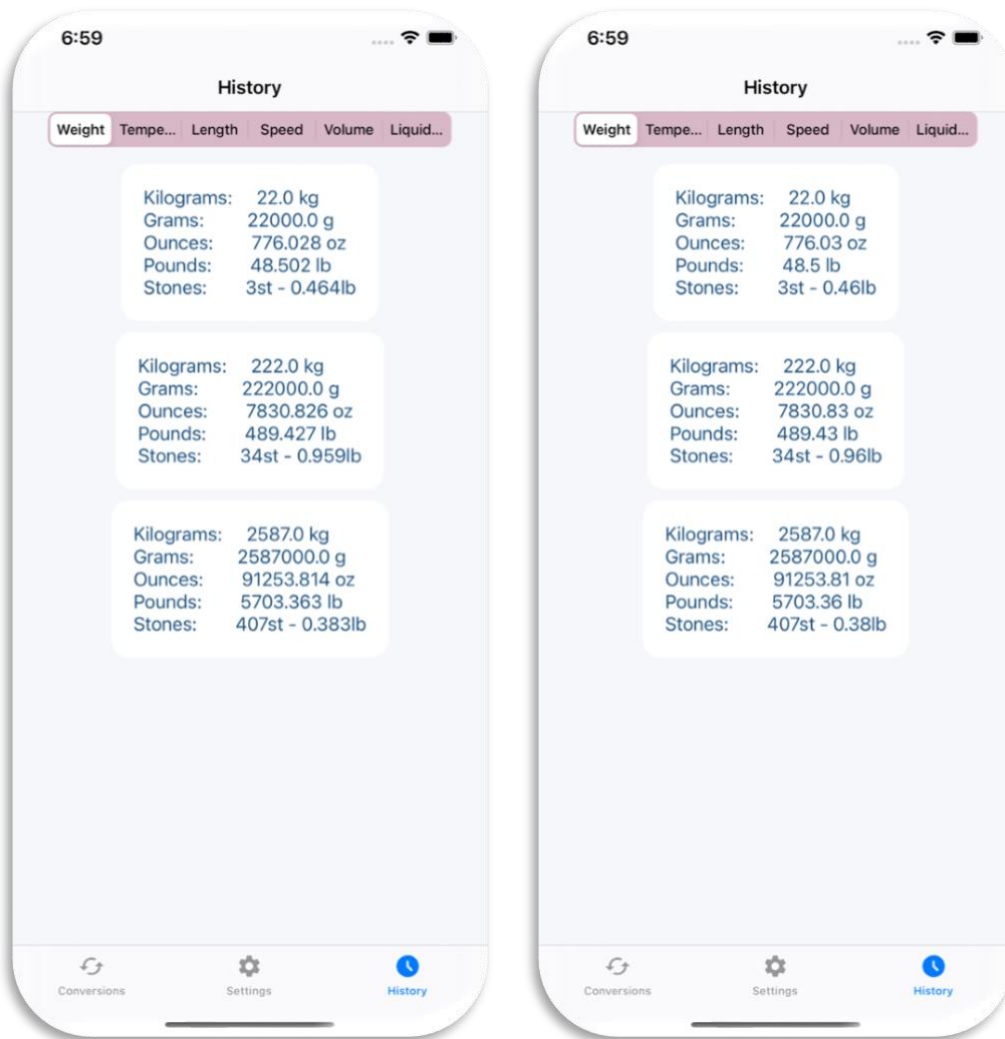 6:59
History
Weight Tempe... Length Speed Volume Liquid...
Kilograms: 22.0 kg
Grams: 22000.0 g
Ounces: 776.028 oz
Pounds: 48.502 lb
Stones: 3st - 0.464lb
Kilograms: 222.0 kg
Grams: 222000.0 g
Ounces: 7830.826 oz
Pounds: 489.427 lb
Stones: 34st - 0.959lb
Kilograms: 2587.0 kg
Grams: 2587000.0 g
Ounces: 91253.814 oz
Pounds: 5703.363 lb
Stones: 407st - 0.383lb
Conversions Settings History
6:59
History
Weight Tempe... Length Speed Volume Liquid...
Kilograms: 22.0 kg
Grams: 22000.0 g
Ounces: 776.03 oz
Pounds: 48.5 lb
Stones: 3st - 0.46lb
Kilograms: 222.0 kg
Grams: 222000.0 g
Ounces: 7830.83 oz
Pounds: 489.43 lb
Stones: 34st - 0.96lb
Kilograms: 2587.0 kg
Grams: 2587000.0 g
Ounces: 91253.81 oz
Pounds: 5703.36 lb
Stones: 407st - 0.38lb
Conversions Settings History